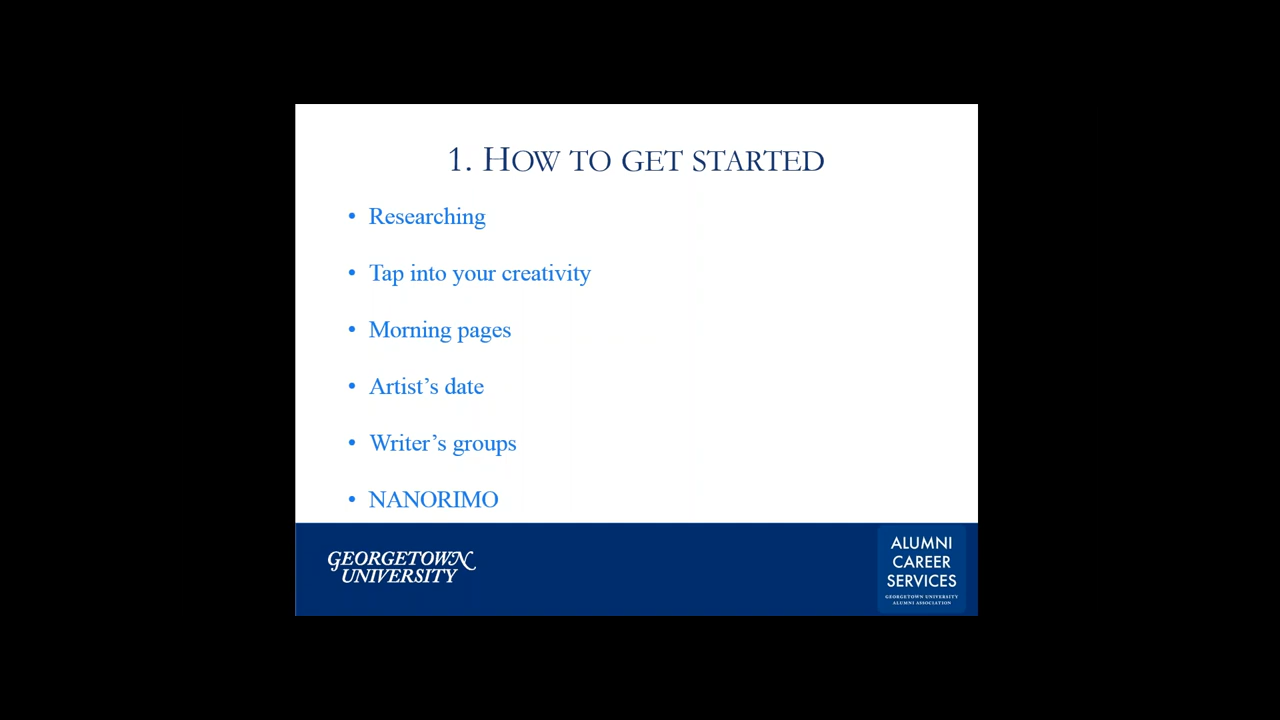 1. How to get started
• Researching
• Tap into your creativity
• Morning pages
• Artist’s date
• Writer’s groups
• NANORIMO
GEORGETOWN
UNIVERSITY
ALUMNI
CAREER
SERVICES
GEORGETOWN UNIVERSITY
ALUMNI ASSOCIATION